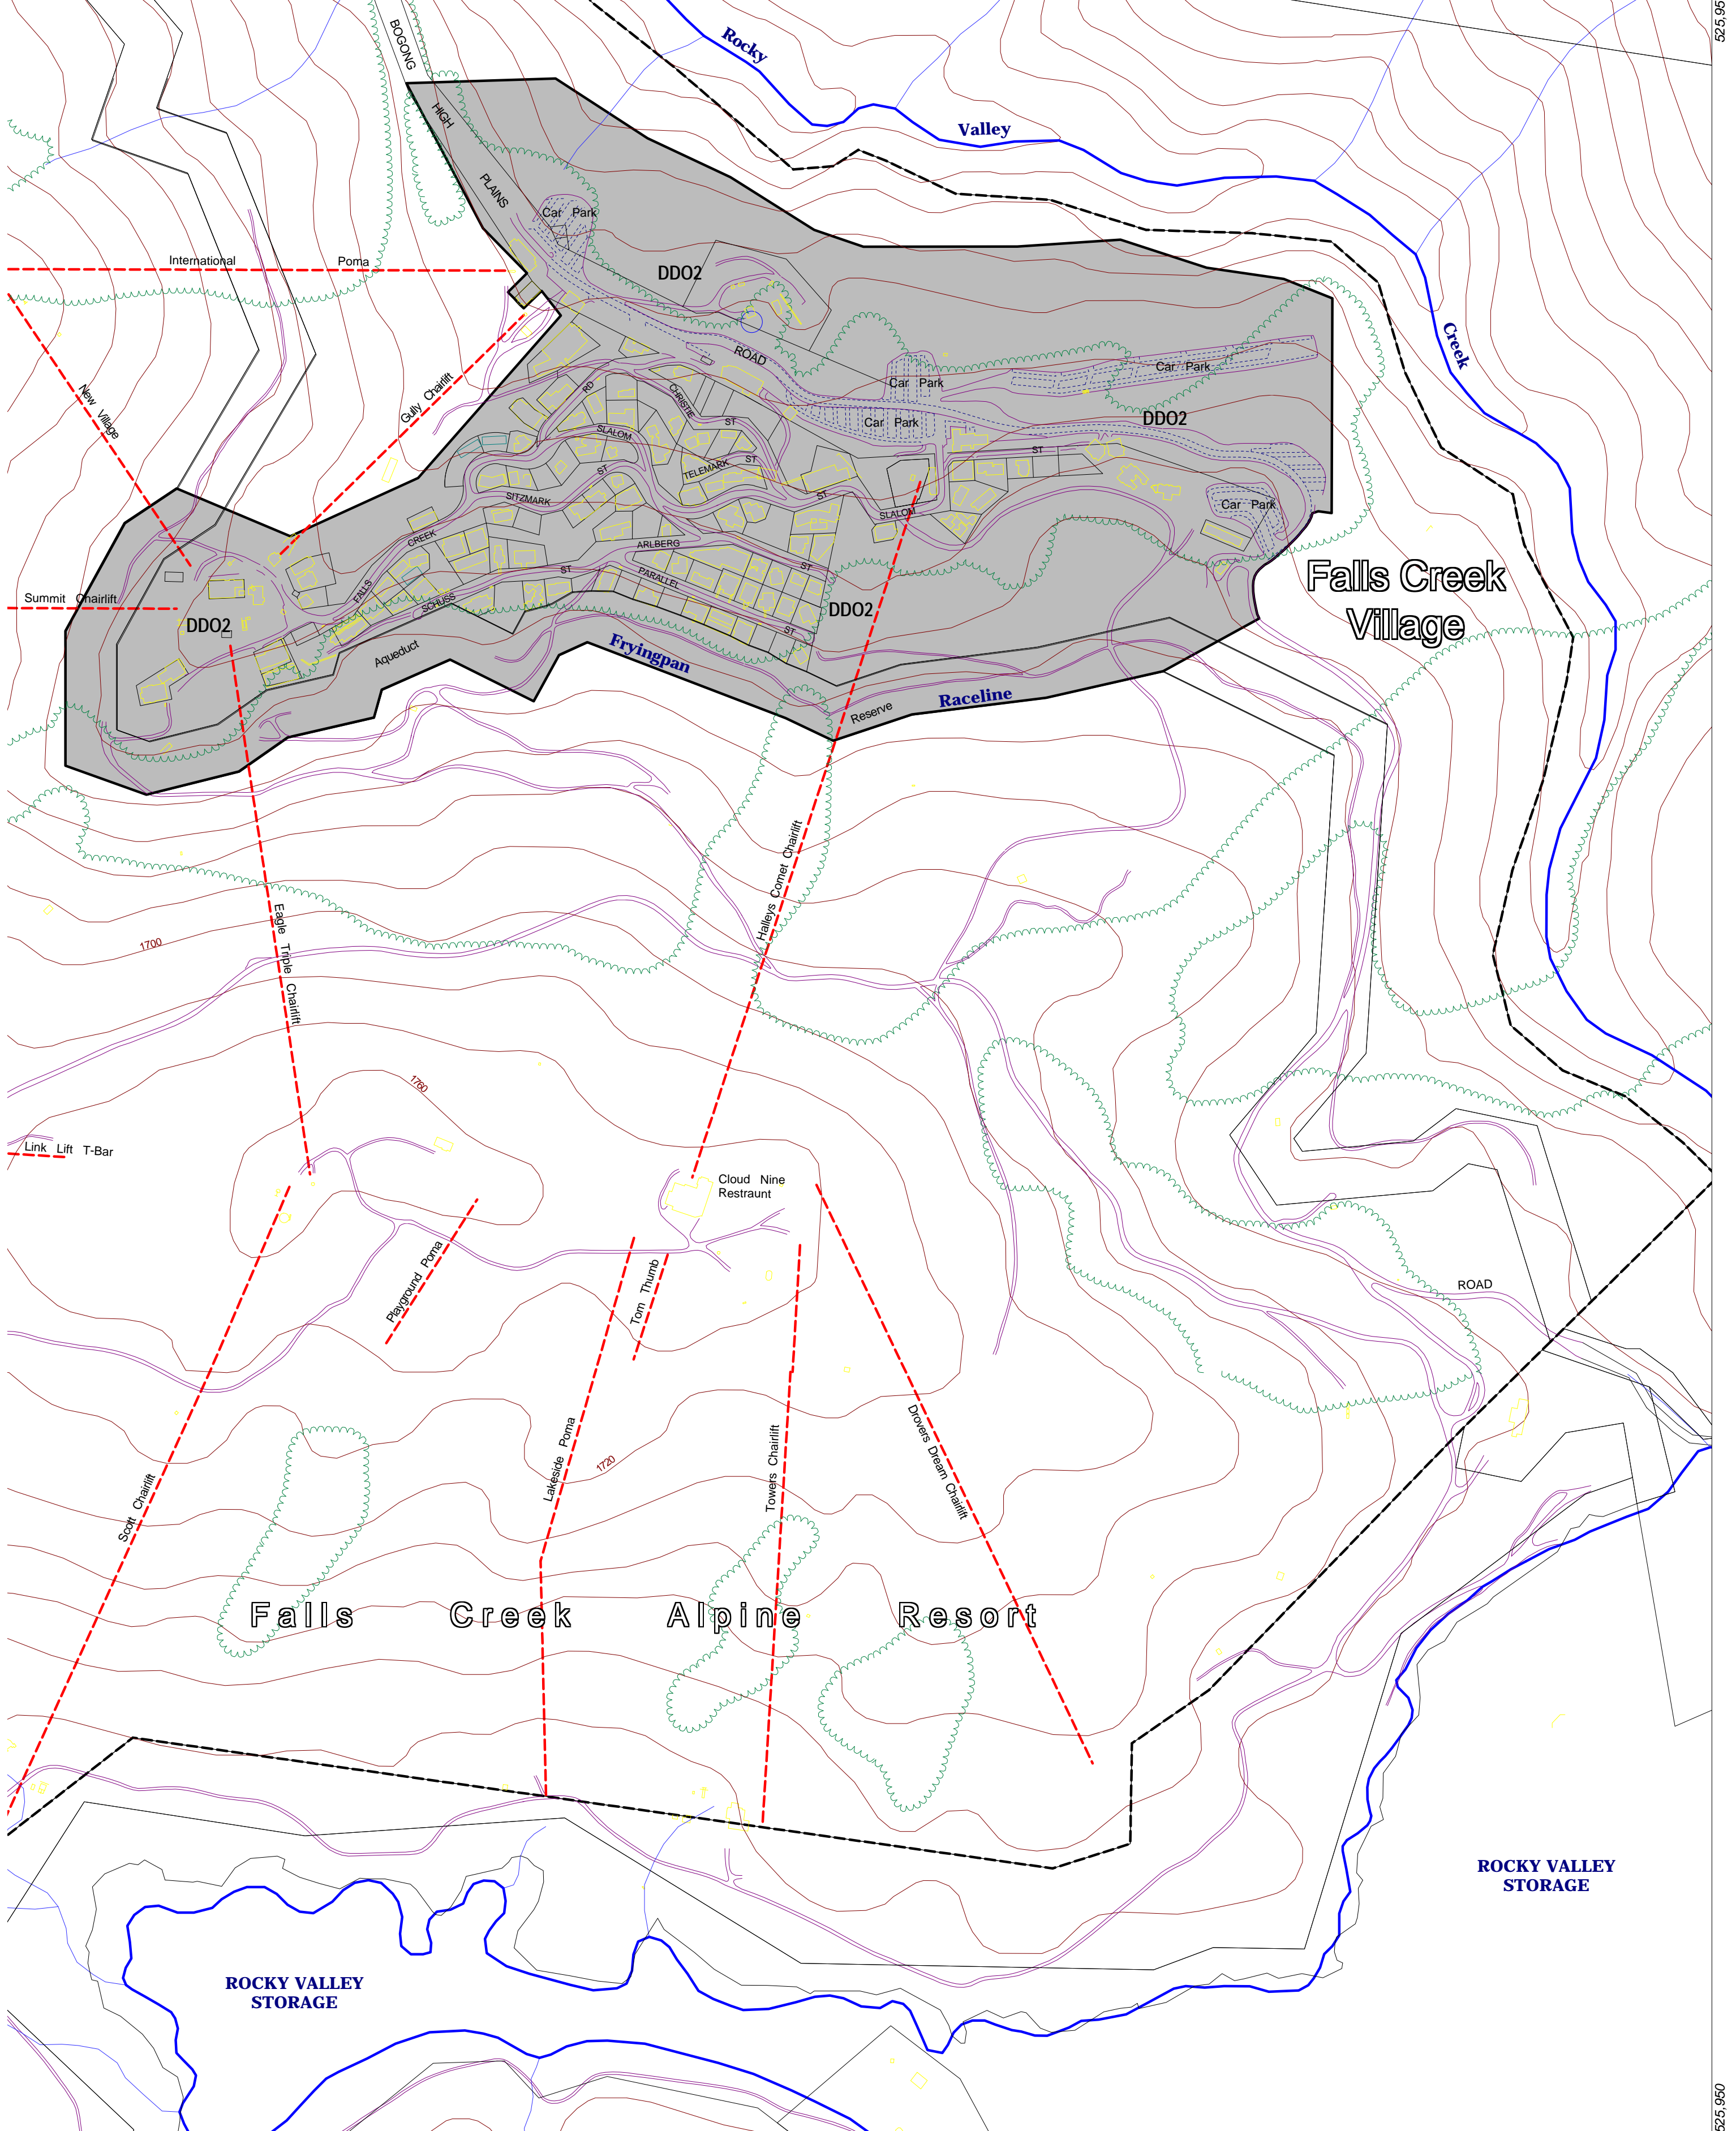 525,95
BOGONG
Rocky
HIGH
Valley
PLAINS
Car Park
International Poma
DDO2
Creek
ROAD
Car Park
Car Park
New Village
Gully Chairlift
RD
CHRISTIE
ST
Car Park
DDO2
SLALOM
ST
ST
TELEMARK
ST
SITZMARK
ST
SLALOM
Car Park
CREEK
ARLBERG
ST
ST
PARALLEL
FALLS
SCHUSS
ST
Falls Creek
Village
Summit Chairlift
DDO2
DDO2
Aqueduct
Fryingpan
Raceline
Reserve
Halleys Comet Chairlift
Eagle Triple Chairlift
1700
1760
Link Lift T-Bar
Cloud Nine
Restraunt
Playground Poma
Tom Thumb
ROAD
Lakeside Poma
1720
Towers Chairlift
Drovers Dream Chairlift
Scott Chairlift
Falls Creek Alpine Resort
ROCKY VALLEY
STORAGE
ROCKY VALLEY
STORAGE
525,950